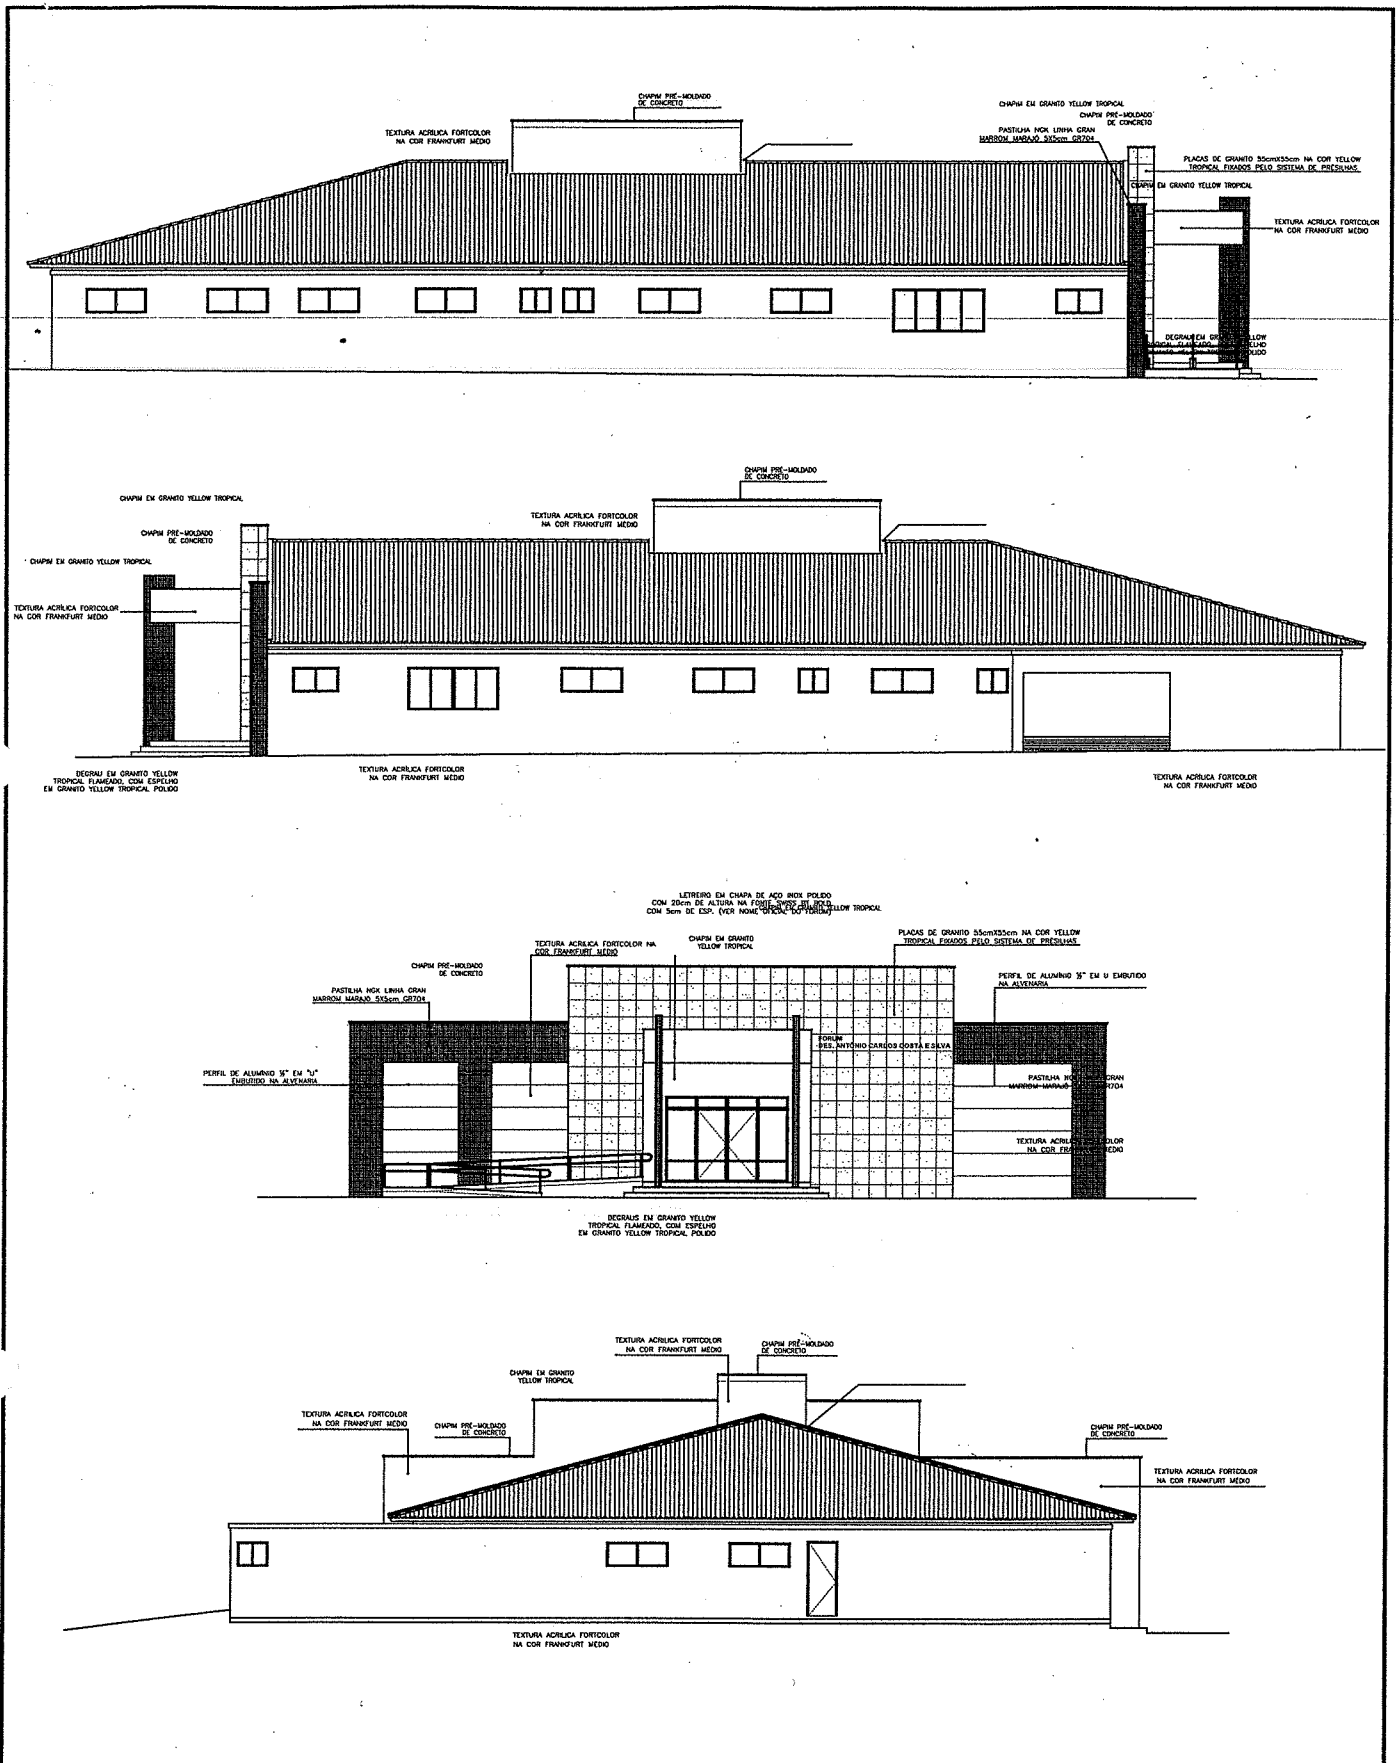 CHAPIM PRÉ-MOLDADO
DE CONCRETO
TEXTURA ACRÍLICA FORTCOLOR
NA COR FRANKFURT MÉDIO
CHAPIM EM GRANITO YELLOW TROPICAL
CHAPIM PRÉ-MOLDADO
DE CONCRETO
PASTILHA NGK LINHA GRAN
MARROM MARAJÓ 5X5cm GR704
PLACAS DE GRANITO 55cmX55cm NA COR YELLOW
TROPICAL FIXADOS PELO SISTEMA DE PRESILHAS
CHAPIM EM GRANITO YELLOW TROPICAL
TEXTURA ACRÍLICA FORTCOLOR
NA COR FRANKFURT MÉDIO
DEGRAU EM
CHAPIM PRÉ-MOLDADO
DE CONCRETO
CHAPIM EM GRANITO YELLOW TROPICAL
TEXTURA ACRÍLICA FORTCOLOR
NA COR FRANKFURT MÉDIO
CHAPIM PRÉ-MOLDADO
DE CONCRETO
CHAPIM EM GRANITO YELLOW TROPICAL
TEXTURA ACRÍLICA FORTCOLOR
NA COR FRANKFURT MÉDIO
DEGRAU EM GRANITO YELLOW
TROPICAL FLAMEADO, COM ESPELHO
EM GRANITO YELLOW TROPICAL POLIDO
TEXTURA ACRÍLICA FORTCOLOR
NA COR FRANKFURT MÉDIO
TEXTURA ACRÍLICA FORTCOLOR
NA COR FRANKFURT MÉDIO
LETREIRO EM CHAPA DE AÇO INOX POLIDO
COM 20cm DE ALTURA NA FONTE SWISS BT BOLD
COM 5cm DE ESP. (VER NOME OFICIAL DO FORUM)
YELLOW TROPICAL
TEXTURA ACRÍLICA FORTCOLOR NA
COR FRANKFURT MÉDIO
CHAPIM EM GRANITO
YELLOW TROPICAL
PLACAS DE GRANITO 55cmX55cm NA COR YELLOW
TROPICAL FIXADOS PELO SISTEMA DE PRESILHAS
CHAPIM PRÉ-MOLDADO
DE CONCRETO
PERFIL DE ALUMÍNIO ½" EM U EMBUTIDO
NA ALVENARIA
PASTILHA NGK LINHA GRAN
MARROM MARAJÓ 5X5cm GR704
FORUM
DES. ANTÔNIO CARLOS COSTA E SILVA
PERFIL DE ALUMÍNIO ½" EM "U"
EMBUTIDO NA ALVENARIA
PASTILHA GRAN
MARROM
TEXTURA
NA COR
DEGRAUS EM GRANITO YELLOW
TROPICAL FLAMEADO, COM ESPELHO
EM GRANITO YELLOW TROPICAL POLIDO
TEXTURA ACRÍLICA FORTCOLOR
NA COR FRANKFURT MÉDIO
CHAPIM PRÉ-MOLDADO
DE CONCRETO
CHAPIM EM GRANITO
YELLOW TROPICAL
TEXTURA ACRÍLICA FORTCOLOR
NA COR FRANKFURT MÉDIO
CHAPIM PRÉ-MOLDADO
DE CONCRETO
CHAPIM PRÉ-MOLDADO
DE CONCRETO
TEXTURA ACRÍLICA FORTCOLOR
NA COR FRANKFURT MÉDIO
TEXTURA ACRÍLICA FORTCOLOR
NA COR FRANKFURT MÉDIO